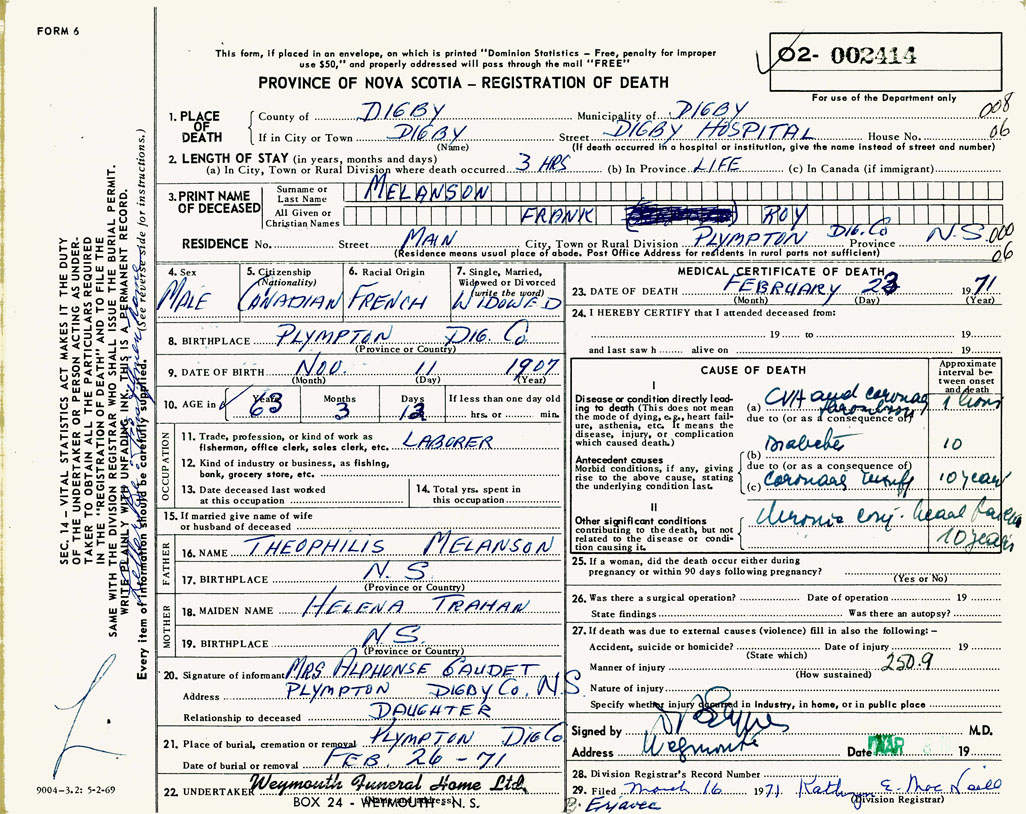 FORM 6
This form, if placed in an envelope, on which is printed "Dominion Statistics – Free, penalty for improper
use $50," and properly addressed will pass through the mail "FREE"
PROVINCE OF NOVA SCOTIA – REGISTRATION OF DEATH
02- 002414
For use of the Department only
1. PLACE OF DEATH
County of DIGBY Municipality of DIGBY 008
If in City or Town DIGBY Street DIGBY HOSPITAL House No. 06
(Name) (If death occurred in a hospital or institution, give the name instead of street and number)
2. LENGTH OF STAY (in years, months and days)
(a) In City, Town or Rural Division where death occurred 3 HRS (b) In Province LIFE (c) In Canada (if immigrant)
3. PRINT NAME OF DECEASED
Surname or Last Name MELANSON
All Given or Christian Names FRANK ROY
RESIDENCE No. Street MAIN City, Town or Rural Division PLYMPTON DIG. CO Province N.S. 000
(Residence means usual place of abode. Post Office Address for residents in rural parts not sufficient) 06
4. Sex
MALE
5. Citizenship
(Nationality)
CANADIAN
6. Racial Origin
FRENCH
7. Single, Married,
Widowed or Divorced
(write the word)
WIDOWED
8. BIRTHPLACE PLYMPTON DIG. Co
(Province or Country)
9. DATE OF BIRTH NOV. 11 1907
(Month) (Day) (Year)
10. AGE in
Years 63
Months 3
Days 12
If less than one day old
hrs. or min.
OCCUPATION
11. Trade, profession, or kind of work as
fisherman, office clerk, sales clerk, etc. LABORER
12. Kind of industry or business, as fishing,
bank, grocery store, etc.
13. Date deceased last worked
at this occupation
14. Total yrs. spent in
this occupation
15. If married give name of wife
or husband of deceased
FATHER
16. NAME THEOPHILIS MELANSON
17. BIRTHPLACE N. S.
(Province or Country)
MOTHER
18. MAIDEN NAME HELENA TRAHAN
19. BIRTHPLACE N.S.
(Province or Country)
20. Signature of informant MRS ALPHONSE GAUDET
Address PLYMPTON DIGBY Co. N.S.
Relationship to deceased DAUGHTER
21. Place of burial, cremation or removal PLYMPTON DIG Co
Date of burial or removal FEB. 26 - 71
22. UNDERTAKER Weymouth Funeral Home Ltd.
BOX 24 - WEYMOUTH - N. S.
MEDICAL CERTIFICATE OF DEATH
23. DATE OF DEATH FEBRUARY 23 1971
(Month) (Day) (Year)
24. I HEREBY CERTIFY that I attended deceased from:
19 to 19
and last saw h alive on 19
CAUSE OF DEATH
Approximate
interval be-
tween onset
and death
I
Disease or condition directly lead-
ing to death (This does not mean
the mode of dying, e.g., heart fail-
ure, asthenia, etc. It means the
disease, injury, or complication
which caused death.)
(a) CVA and coronary thrombosis 1 hour
due to (or as a consequence of)
(b) Diabetes 10
Antecedent causes
Morbid conditions, if any, giving
rise to the above cause, stating
the underlying condition last.
due to (or as a consequence of)
(c) coronary 10 years
II
Other significant conditions
contributing to the death, but not
related to the disease or condi-
tion causing it.
chronic conj. heart
10 years
25. If a woman, did the death occur either during
pregnancy or within 90 days following pregnancy?
(Yes or No)
26. Was there a surgical operation? Date of operation 19
State findings Was there an autopsy?
27. If death was due to external causes (violence) fill in also the following: –
Accident, suicide or homicide? Date of injury 19
(State which)
Manner of injury 250.9
(How sustained)
Nature of injury
Specify whether injury occurred in industry, in home, or in public place
Signed by M.D.
Address Weymouth Date MAR 19
28. Division Registrar's Record Number
29. Filed March 16 1971 Kathryn E. MacNeill
(Division Registrar)
SEC. 14 – VITAL STATISTICS ACT MAKES IT THE DUTY
OF THE UNDERTAKER OR PERSON ACTING AS UNDER-
TAKER TO OBTAIN ALL THE PARTICULARS REQUIRED
IN THE "REGISTRATION OF DEATH" AND TO FILE THE
SAME WITH THE DIVISION REGISTRAR WHO SHALL ISSUE THE BURIAL PERMIT.
WRITE PLAINLY WITH UNFADING INK. THIS IS A PERMANENT RECORD.
Every item of information should be carefully supplied. (See reverse side for instructions.)
9004-3.2: 5-2-69